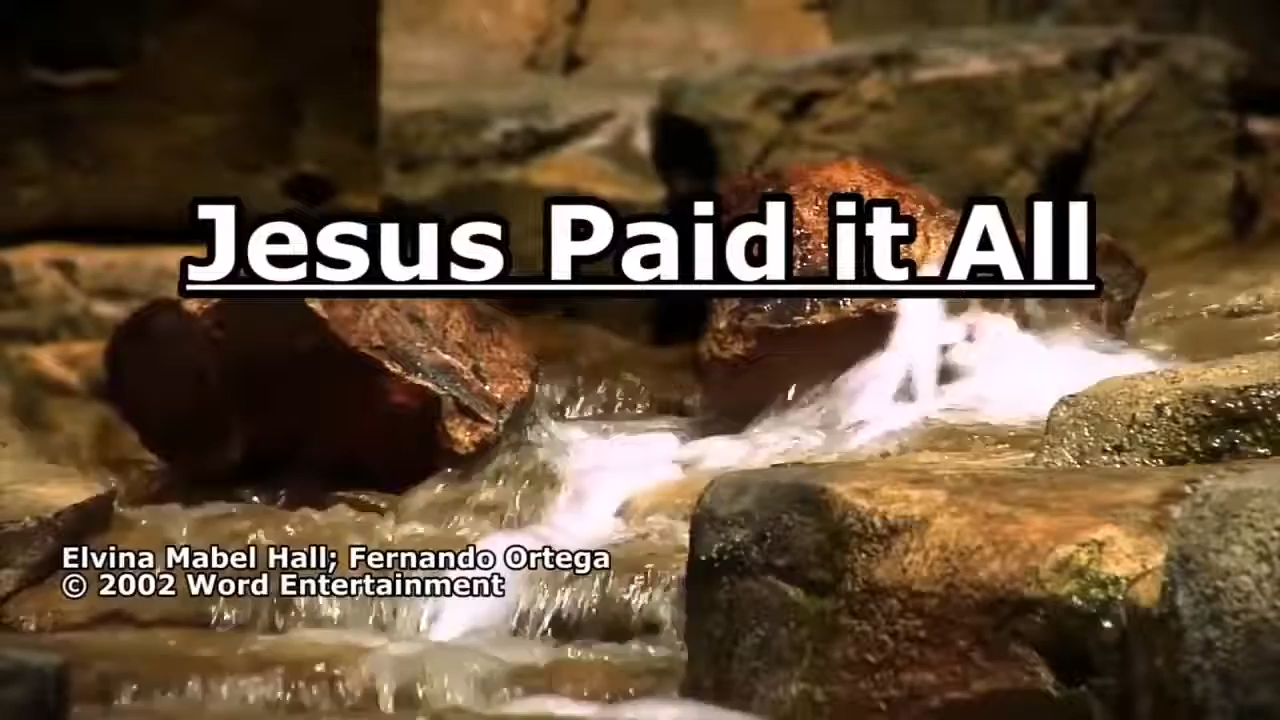 Jesus Paid it All
Elvina Mabel Hall; Fernando Ortega
© 2002 Word Entertainment